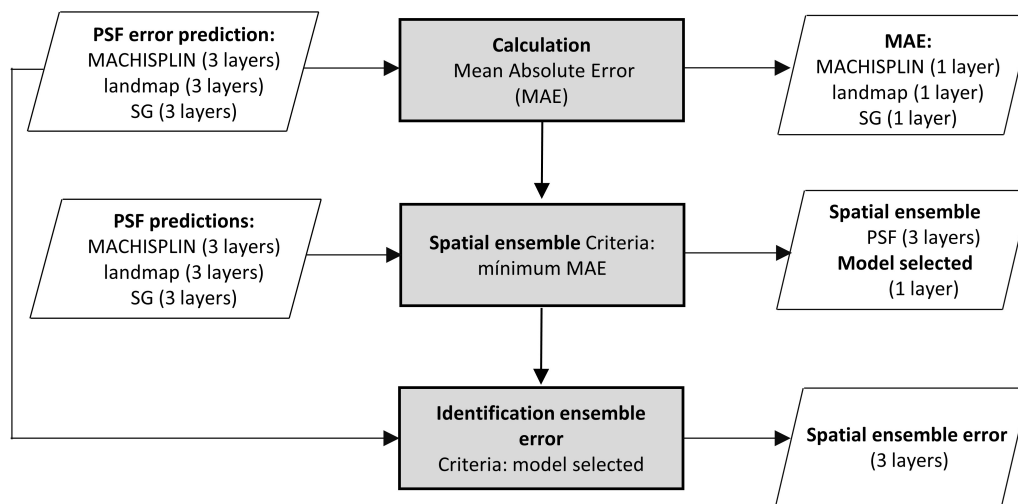 PSF error prediction:
MACHISPLIN (3 layers)
landmap (3 layers)
SG (3 layers)
Calculation
Mean Absolute Error
(MAE)
MAE:
MACHISPLIN (1 layer)
landmap (1 layer)
SG (1 layer)
PSF predictions:
MACHISPLIN (3 layers)
landmap (3 layers)
SG (3 layers)
Spatial ensemble Criteria:
mínimum MAE
Spatial ensemble
PSF (3 layers)
Model selected
(1 layer)
Identification ensemble
error
Criteria: model selected
Spatial ensemble error
(3 layers)